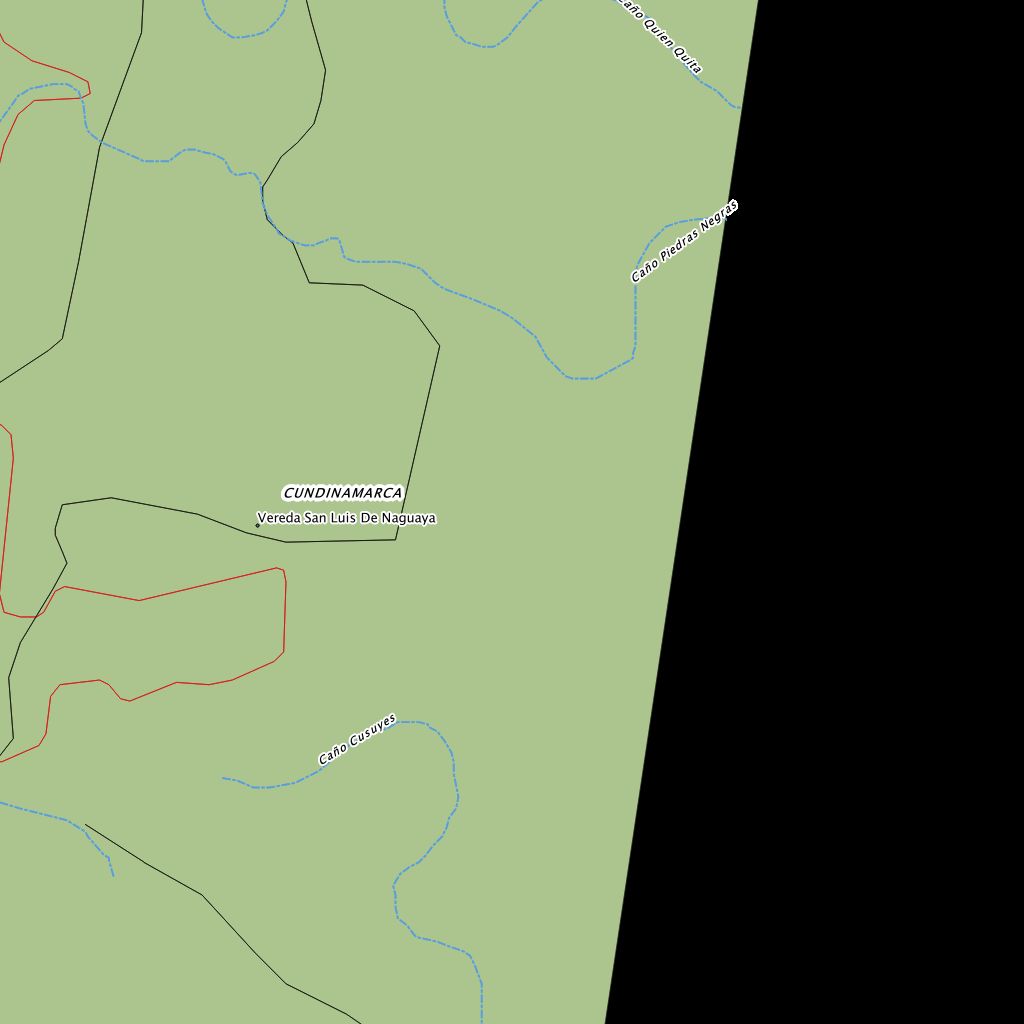 Caño Quien Quita
Caño Piedras Negras
CUNDINAMARCA
Vereda San Luis De Naguaya
Caño Cusuyes